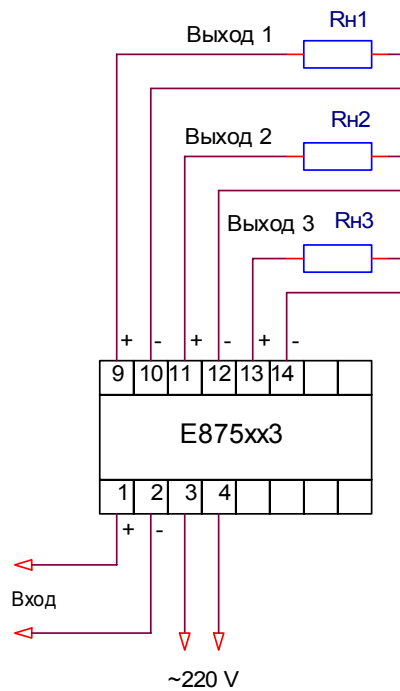 Выход 1
Rн1
Выход 2
Rн2
Выход 3
Rн3
+ - + - + -
9 10 11 12 13 14
E875xx3
1 2 3 4
+ -
Вход
~220 V